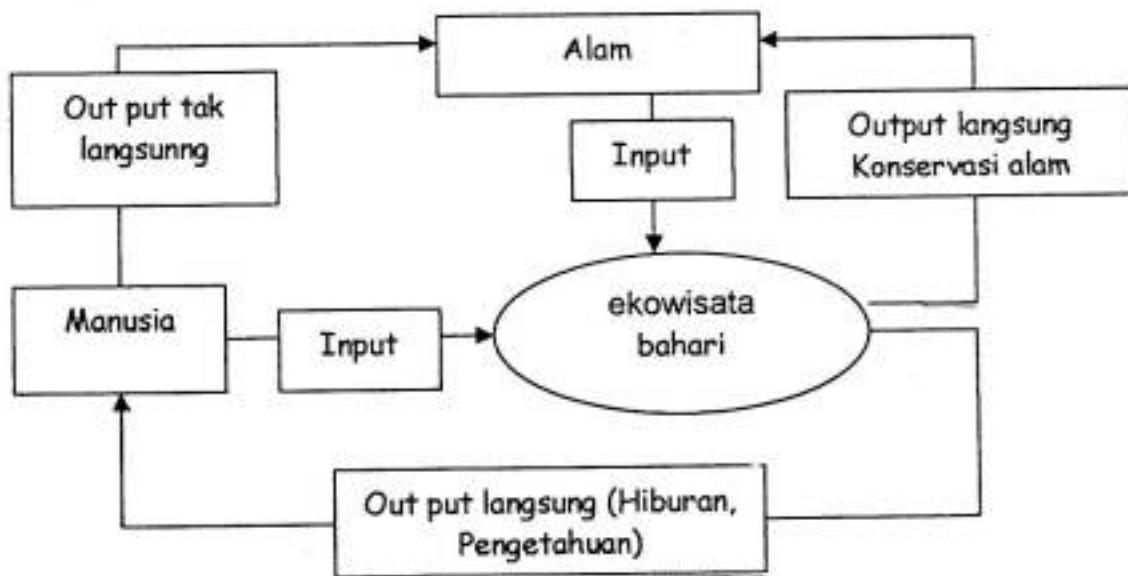 Alam
Out put tak
langsunng
Input
Output langsung
Konservasi alam
Manusia
Input
ekowisata
bahari
Out put langsung (Hiburan,
Pengetahuan)